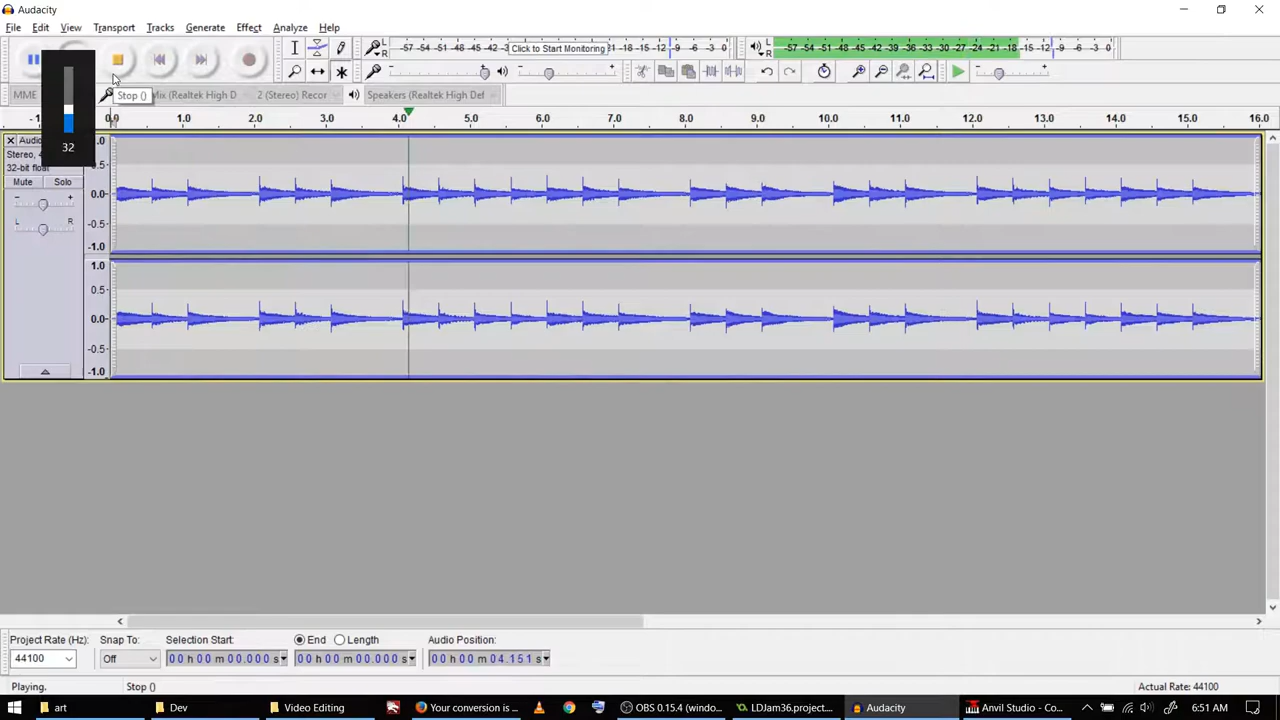 Audacity
File Edit View Transport Tracks Generate Effect Analyze Help
L R -57 -54 -51 -48 -45 -4 Click to Start Monitoring -21 -18 -15 -12 -9 -6 -3 0
L R -57 -54 -51 -48 -45 -42 -39 -36 -33 -30 -27 -24 -21 -18 -15 -12 -9 -6 -3 0
MME Mix (Realtek High D 2 (Stereo) Recor Speakers (Realtek High Def
Stop ()
32
- 1 0.0 1.0 2.0 3.0 4.0 5.0 6.0 7.0 8.0 9.0 10.0 11.0 12.0 13.0 14.0 15.0 16.0
Audio
Stereo, 4
32-bit float
Mute Solo
- +
L R
1.0
0.5
0.0
-0.5
-1.0
1.0
0.5
0.0
-0.5
-1.0
Project Rate (Hz): Snap To: Selection Start: End Length Audio Position:
44100 Off 00 h 00 m 00.000 s 00 h 00 m 00.000 s 00 h 00 m 04.151 s
Playing. Stop () Actual Rate: 44100
art Dev Video Editing Your conversion is ... OBS 0.15.4 (windo... LDJam36.project... Audacity Anvil Studio - Co... 6:51 AM